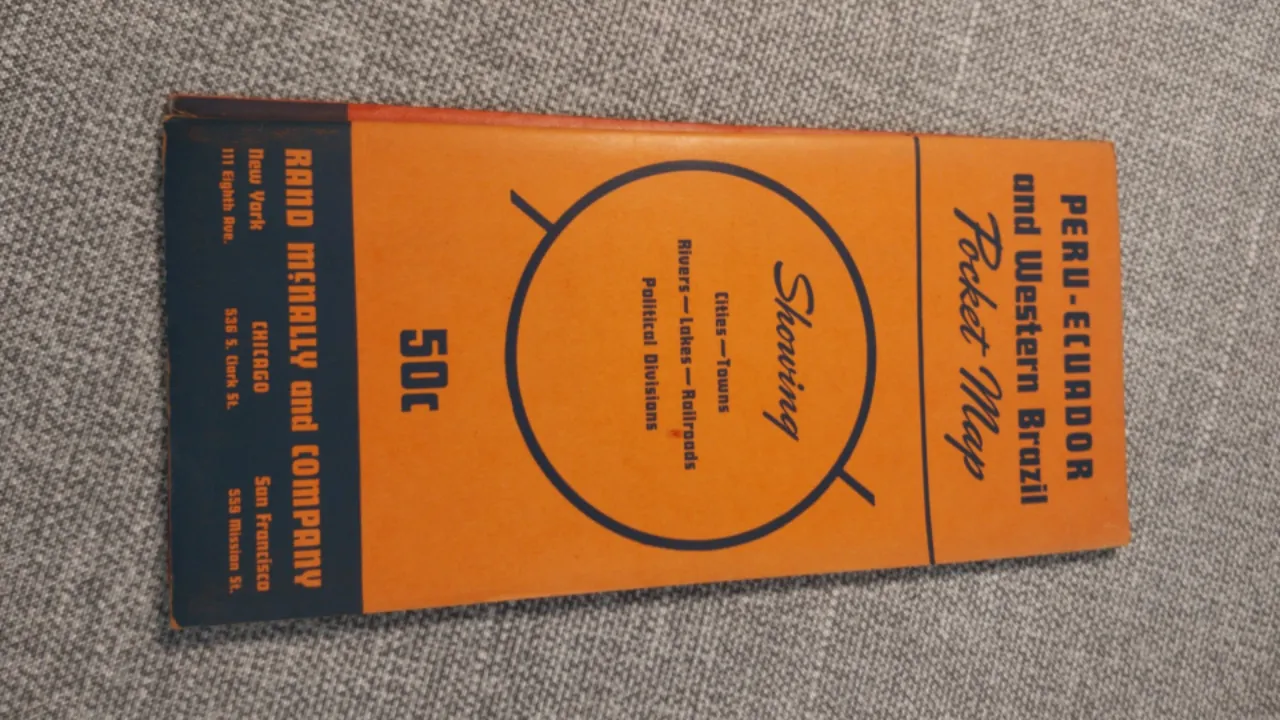 PERU-ECUADOR
and Western Brazil
Pocket Map
Showing
Cities—Towns
Rivers—Lakes—Railroads
Political Divisions
50c
RAND McNALLY and COMPANY
New York CHICAGO San Francisco
111 Eighth Ave. 536 S. Clark St. 559 Mission St.